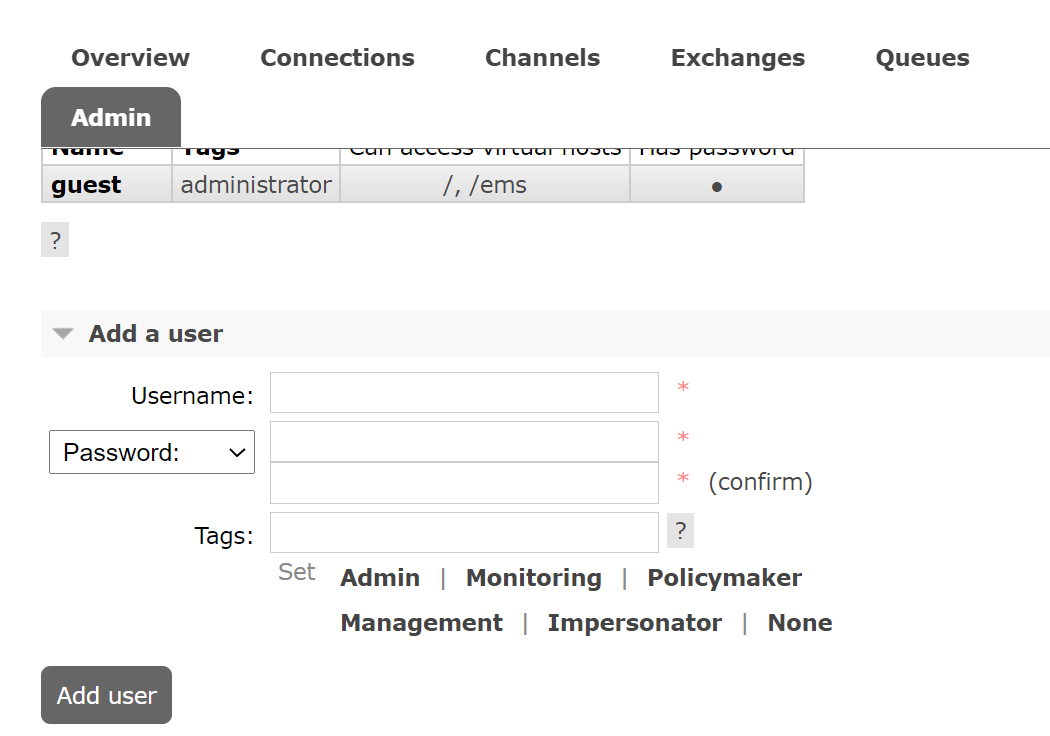 Overview Connections Channels Exchanges Queues
Admin
Name Tags Can access virtual hosts Has password
guest administrator /, /ems ●
?
Add a user
Username: *
Password: *
* (confirm)
Tags: ?
Set Admin | Monitoring | Policymaker
Management | Impersonator | None
Add user